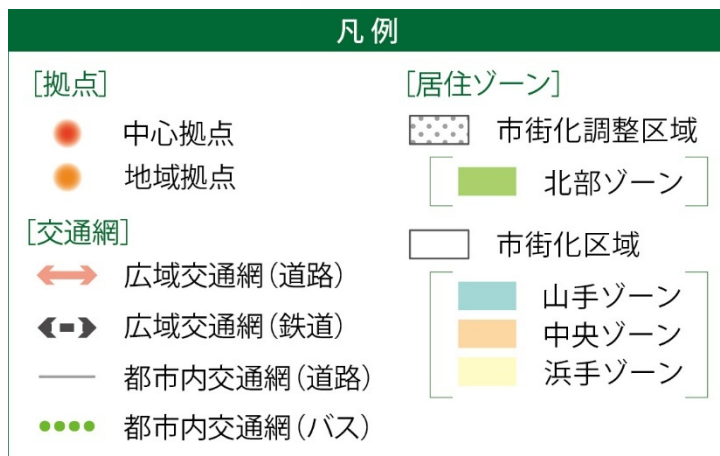 凡例
[拠点]
中心拠点
地域拠点
[交通網]
広域交通網(道路)
広域交通網(鉄道)
都市内交通網(道路)
都市内交通網(バス)
[居住ゾーン]
市街化調整区域
北部ゾーン
市街化区域
山手ゾーン
中央ゾーン
浜手ゾーン